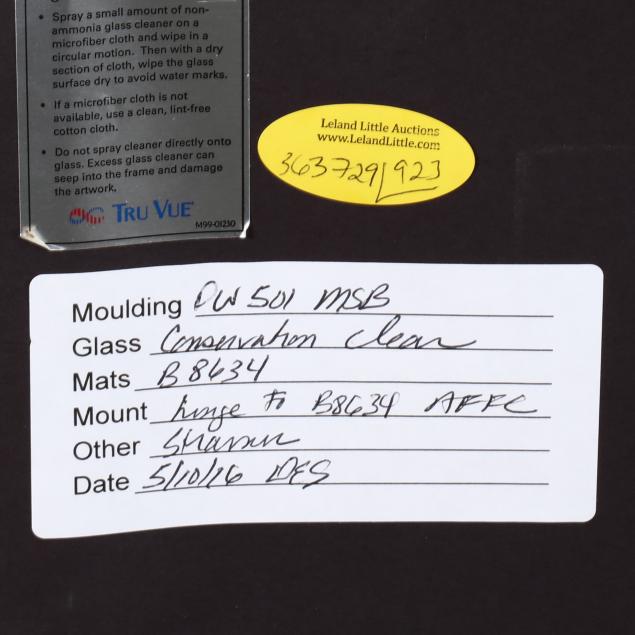 • Spray a small amount of non-
ammonia glass cleaner on a
microfiber cloth and wipe in a
circular motion. Then with a dry
section of cloth, wipe the glass
surface dry to avoid water marks.
• If a microfiber cloth is not
available, use a clean, lint-free
cotton cloth.
• Do not spray cleaner directly onto
glass. Excess glass cleaner can
seep into the frame and damage
the artwork.
TRU VUE
M99-01230
Leland Little Auctions
www.LelandLittle.com
363729/923
Moulding DW 501 MSB
Glass Conservation Clear
Mats B8634
Mount hinge to B8634 AFFC
Other
Date 5/10/16 DES